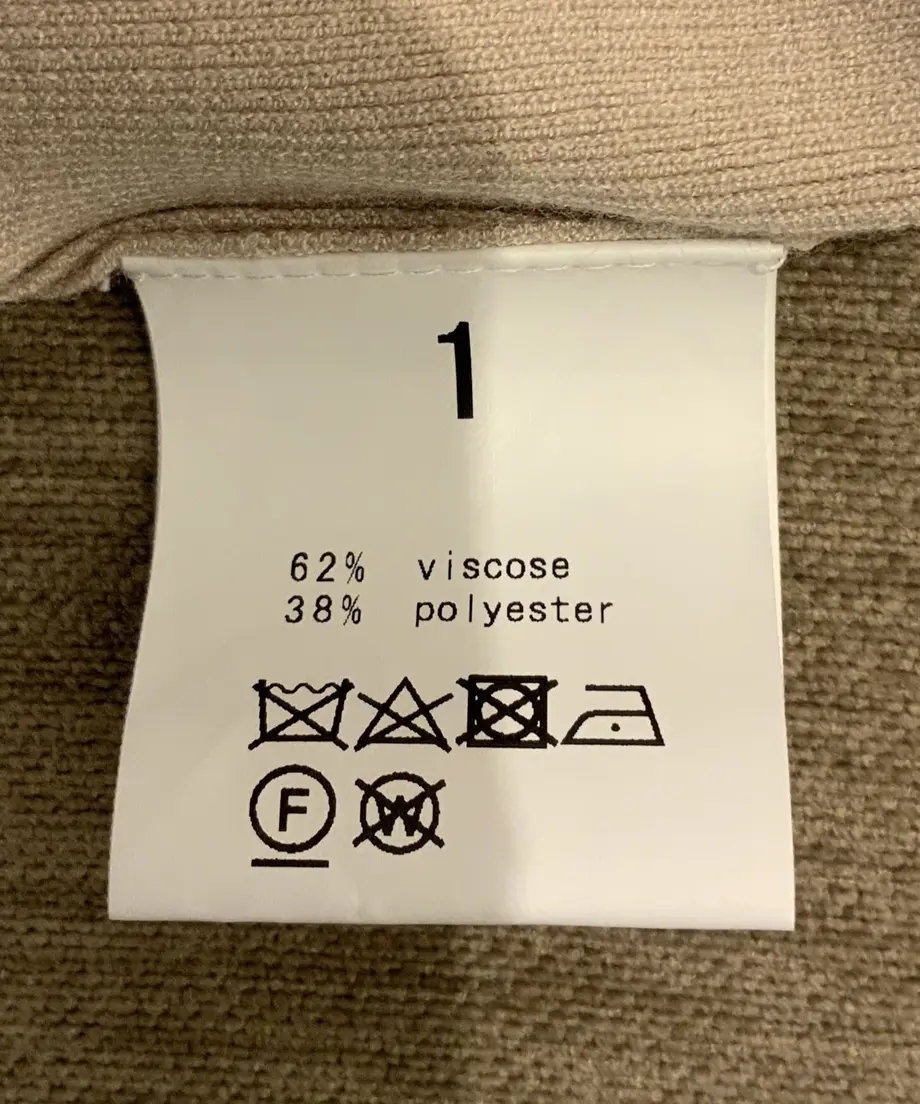 1
62% viscose
38% polyester
F W